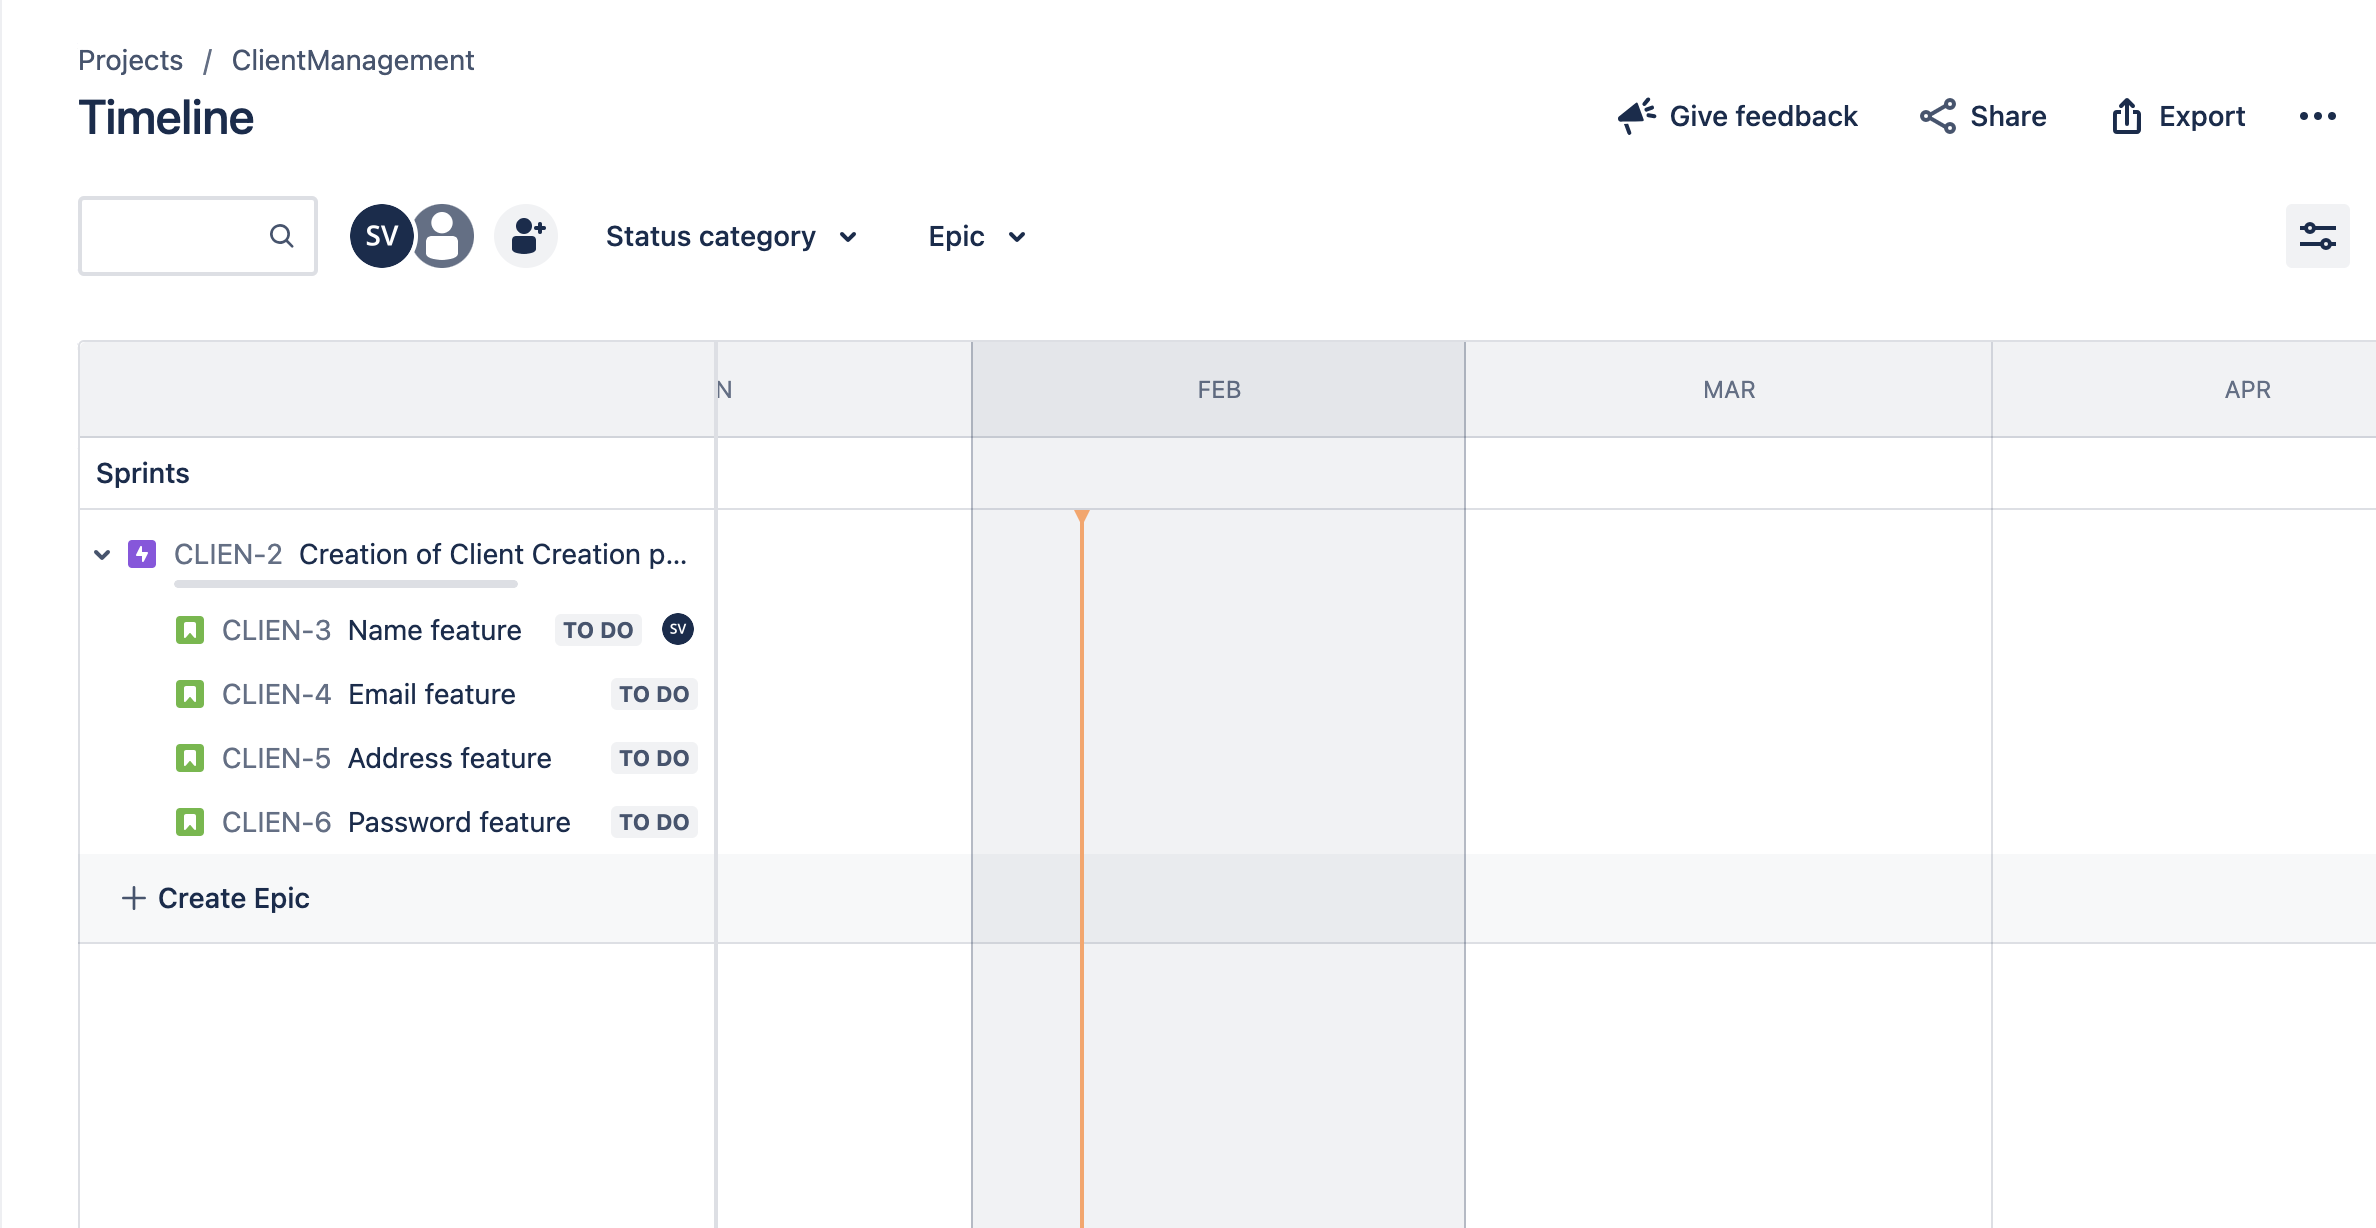 Projects / ClientManagement
Timeline
Give feedback
Share
Export
SV
Status category
Epic
N
FEB
MAR
APR
Sprints
CLIEN-2 Creation of Client Creation p...
CLIEN-3 Name feature TO DO SV
CLIEN-4 Email feature TO DO
CLIEN-5 Address feature TO DO
CLIEN-6 Password feature TO DO
+ Create Epic